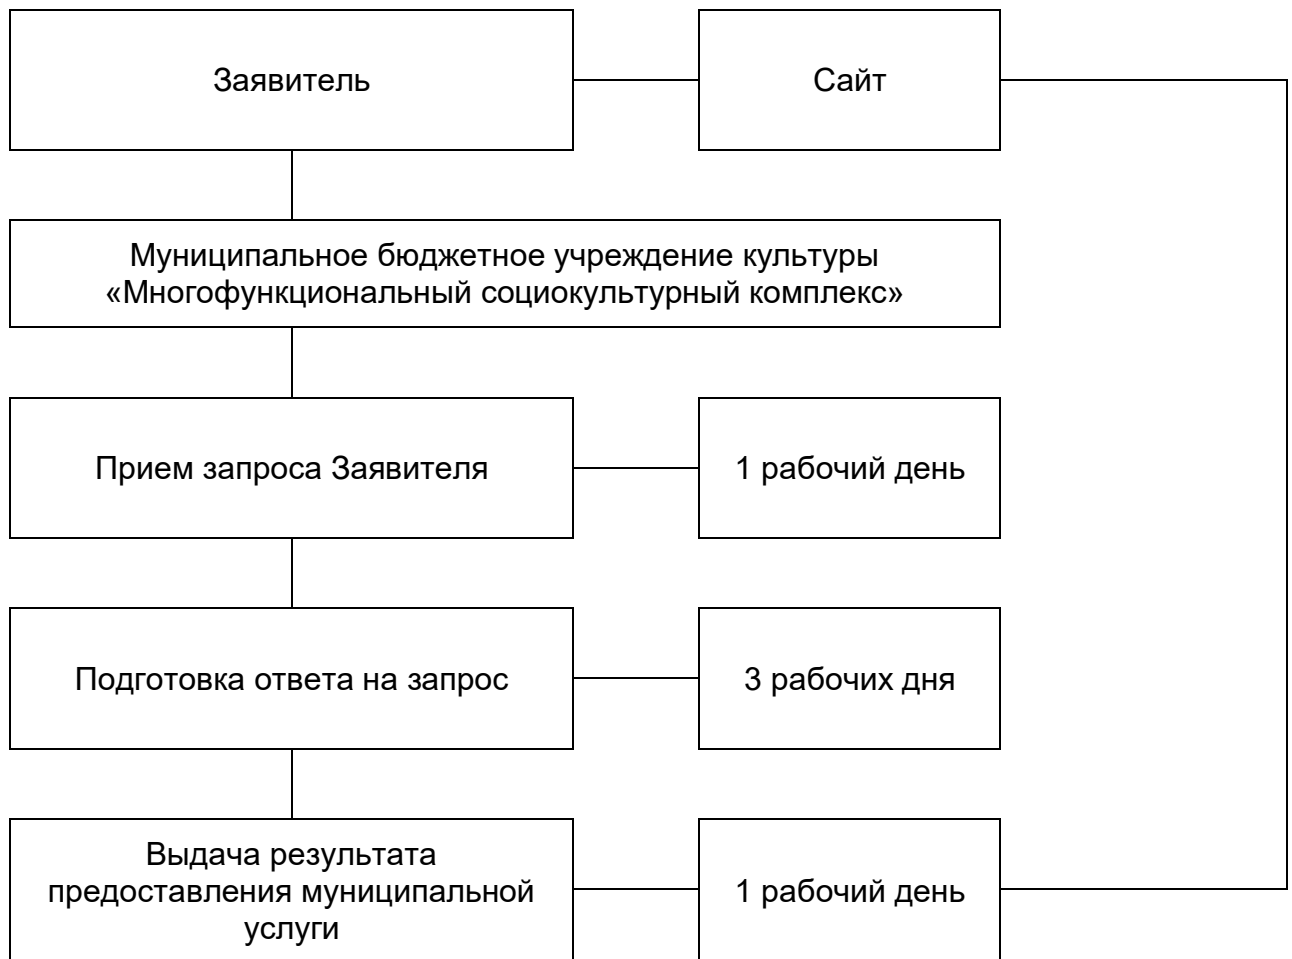 Заявитель
Сайт
Муниципальное бюджетное учреждение культуры
«Многофункциональный социокультурный комплекс»
Прием запроса Заявителя
1 рабочий день
Подготовка ответа на запрос
3 рабочих дня
Выдача результата
предоставления муниципальной
услуги
1 рабочий день